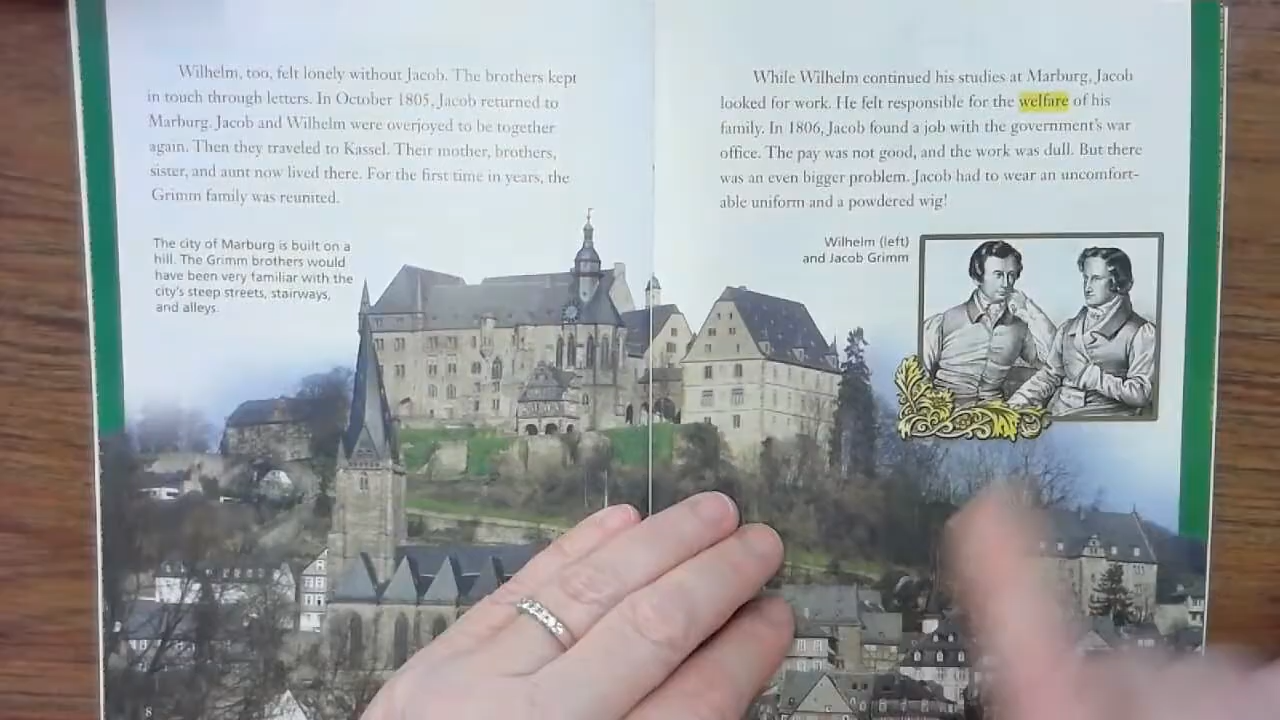 Wilhelm, too, felt lonely without Jacob. The brothers kept
in touch through letters. In October 1805, Jacob returned to
Marburg. Jacob and Wilhelm were overjoyed to be together
again. Then they traveled to Kassel. Their mother, brothers,
sister, and aunt now lived there. For the first time in years, the
Grimm family was reunited.
The city of Marburg is built on a
hill. The Grimm brothers would
have been very familiar with the
city's steep streets, stairways,
and alleys.
8
While Wilhelm continued his studies at Marburg, Jacob
looked for work. He felt responsible for the welfare of his
family. In 1806, Jacob found a job with the government's war
office. The pay was not good, and the work was dull. But there
was an even bigger problem. Jacob had to wear an uncomfort-
able uniform and a powdered wig!
Wilhelm (left)
and Jacob Grimm